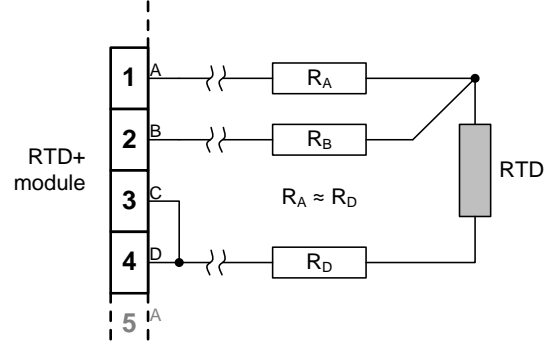 1 A R_A
2 B R_B
RTD+
module
RTD
3 C R_A ≈ R_D
4 D R_D
5 A